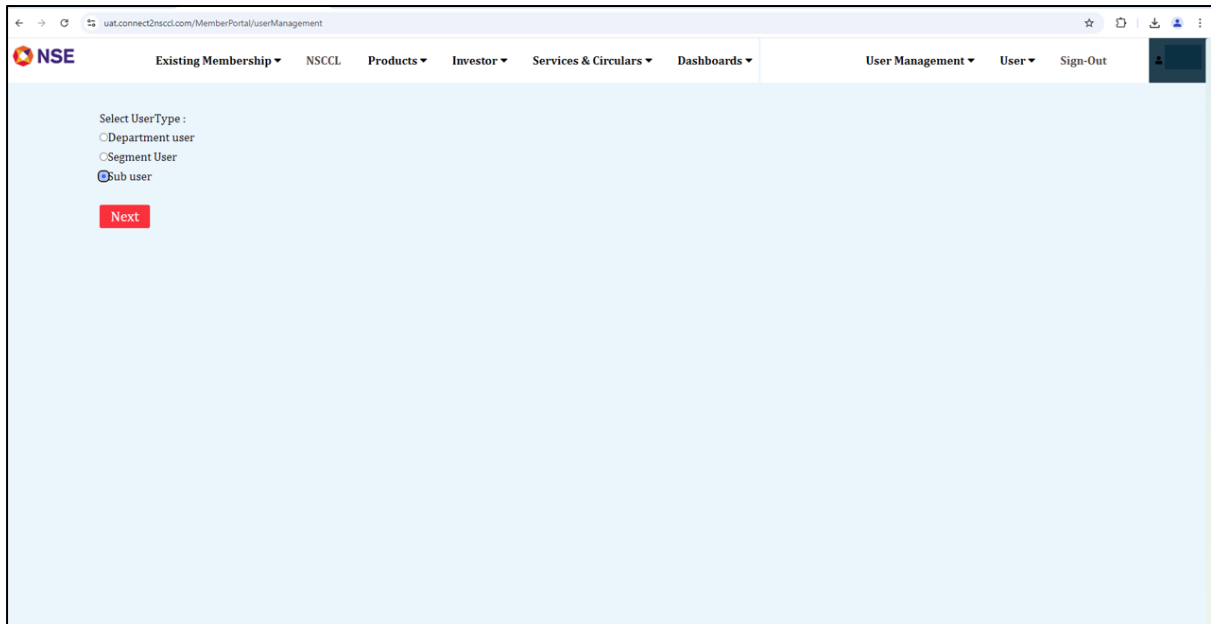 uat.connect2nsccl.com/MemberPortal/userManagement
NSE Existing Membership NSCCL Products Investor Services & Circulars Dashboards User Management User Sign-Out
Select UserType :
Department user
Segment User
Sub user
Next